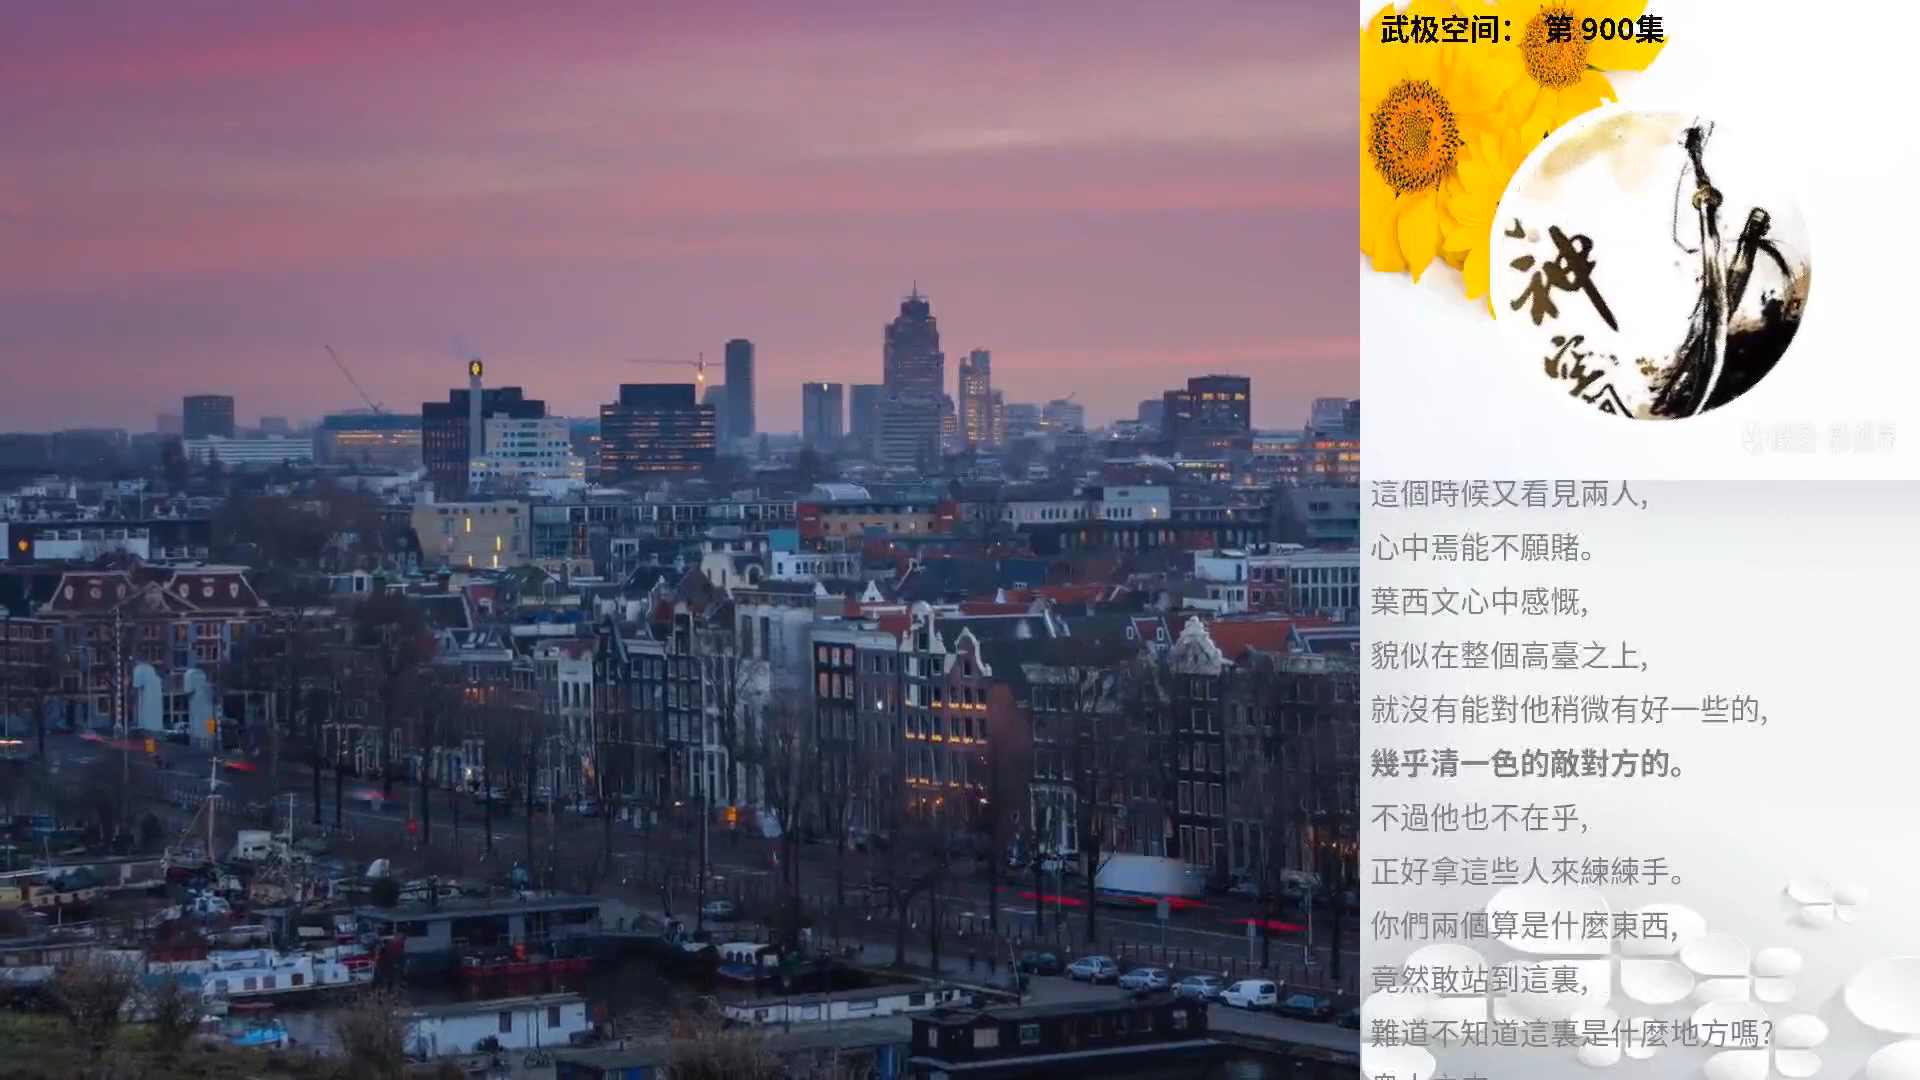 武极空间： 第 900集
神
這個時候又看見兩人,
心中焉能不願賭。
葉西文心中感慨,
貌似在整個高臺之上,
就沒有能對他稍微有好一些的,
幾乎清一色的敵對方的。
不過他也不在乎,
正好拿這些人來練練手。
你們兩個算是什麼東西,
竟然敢站到這裏,
難道不知道這裏是什麼地方嗎?